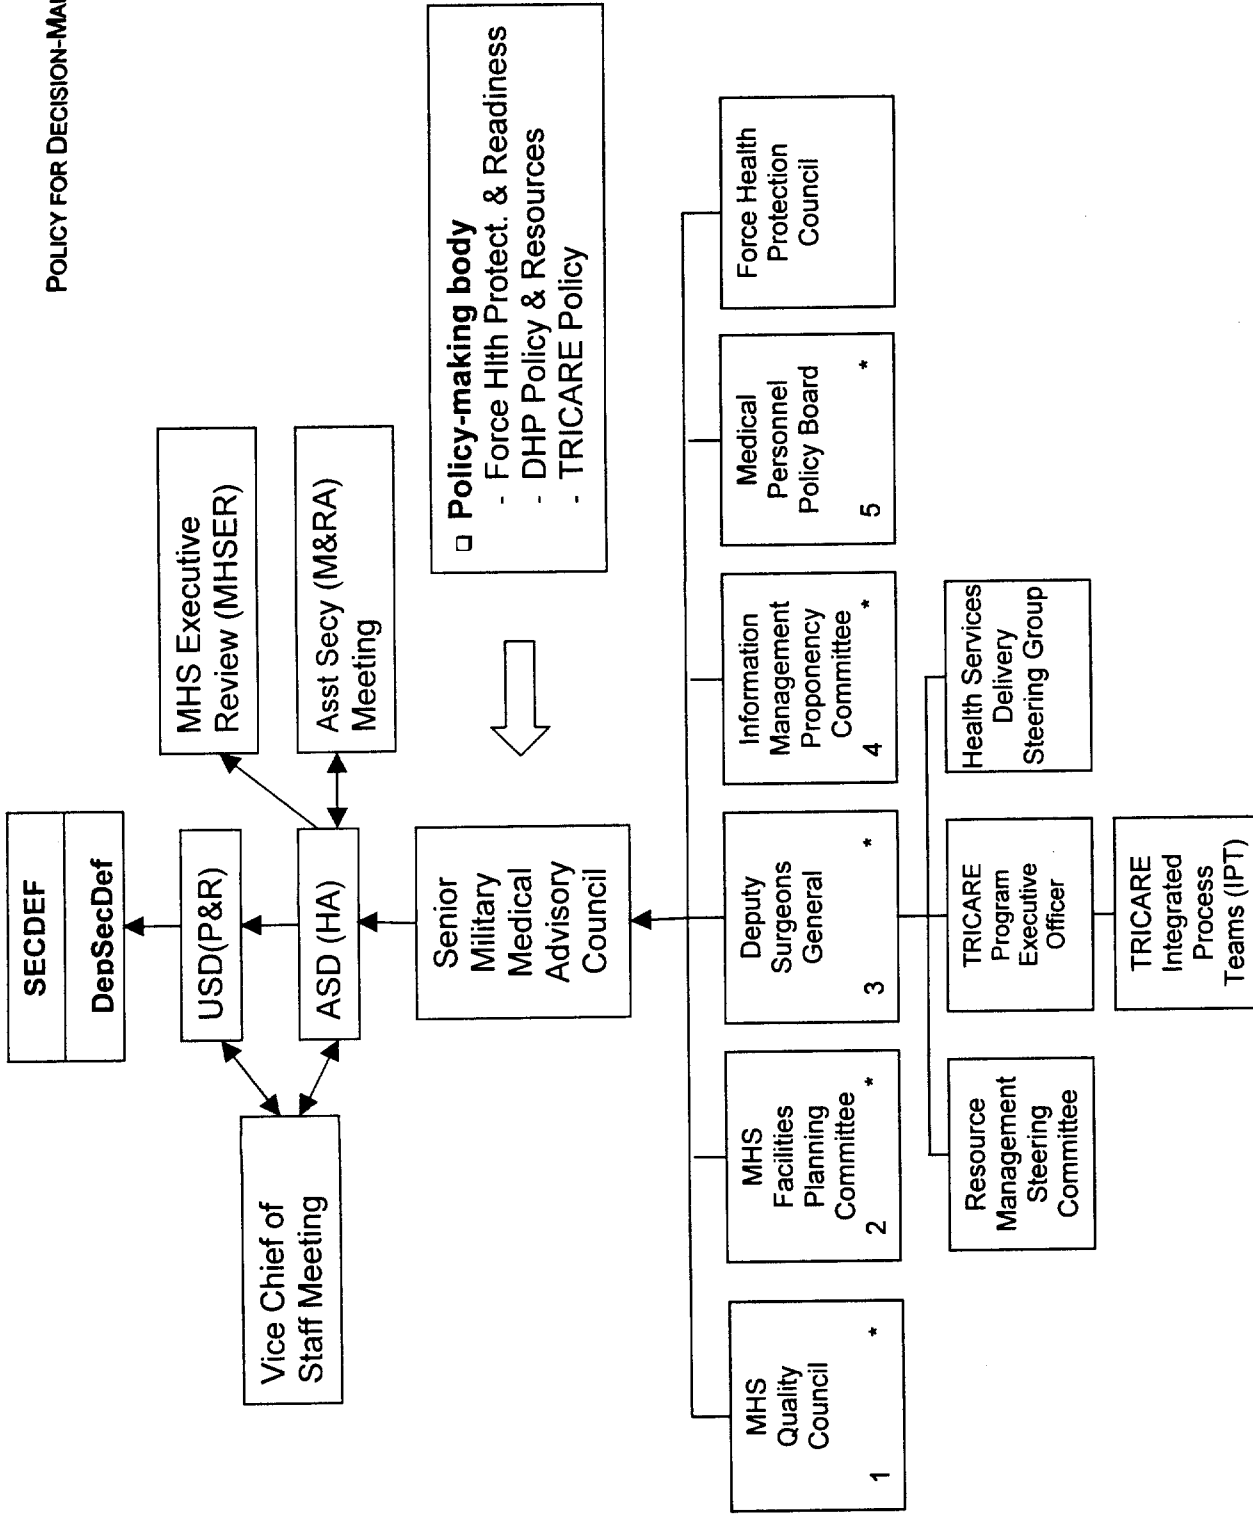 POLICY FOR DECISION-MA
SECDEF
DepSecDef
USD(P&R)
ASD (HA)
Vice Chief of
Staff Meeting
MHS Executive
Review (MHSER)
Asst Secy (M&RA)
Meeting
Senior
Military
Medical
Advisory
Council
□ Policy-making body
- Force Hlth Protect. & Readiness
- DHP Policy & Resources
- TRICARE Policy
MHS
Quality
Council
1 *
MHS
Facilities
Planning
Committee
2 *
Deputy
Surgeons
General
3 *
Information
Management
Proponency
Committee
4 *
Medical
Personnel
Policy Board
5 *
Force Health
Protection
Council
Resource
Management
Steering
Committee
TRICARE
Program
Executive
Officer
Health Services
Delivery
Steering Group
TRICARE
Integrated
Process
Teams (IPT)